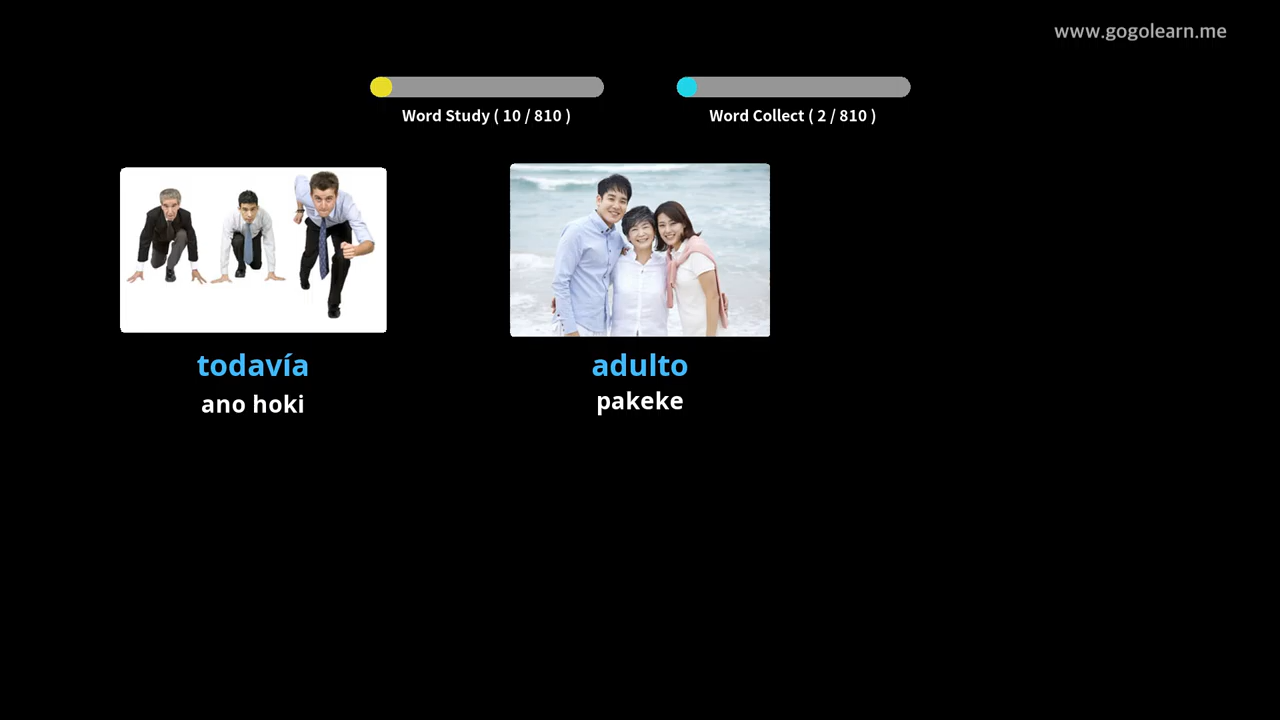 www.gogolearn.me
Word Study ( 10 / 810 )
Word Collect ( 2 / 810 )
todavía
ano hoki
adulto
pakeke